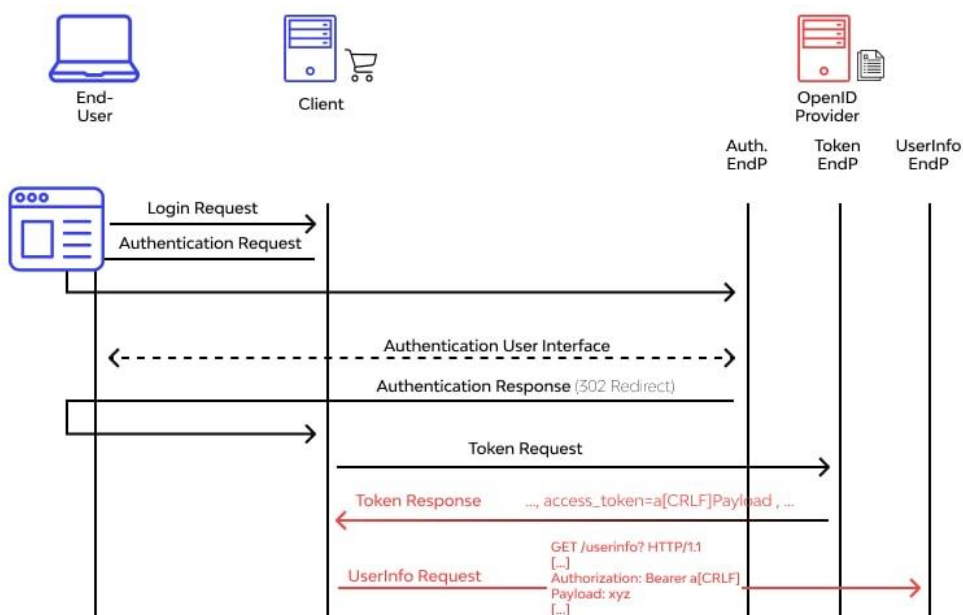 End-
User
Client
OpenID
Provider
Auth.
EndP
Token
EndP
UserInfo
EndP
Login Request
Authentication Request
Authentication User Interface
Authentication Response (302 Redirect)
Token Request
Token Response ..., access_token=a[CRLF]Payload , ...
GET /userinfo? HTTP/1.1
[...]
UserInfo Request
Authorization: Bearer a[CRLF]
Payload: xyz
[...]